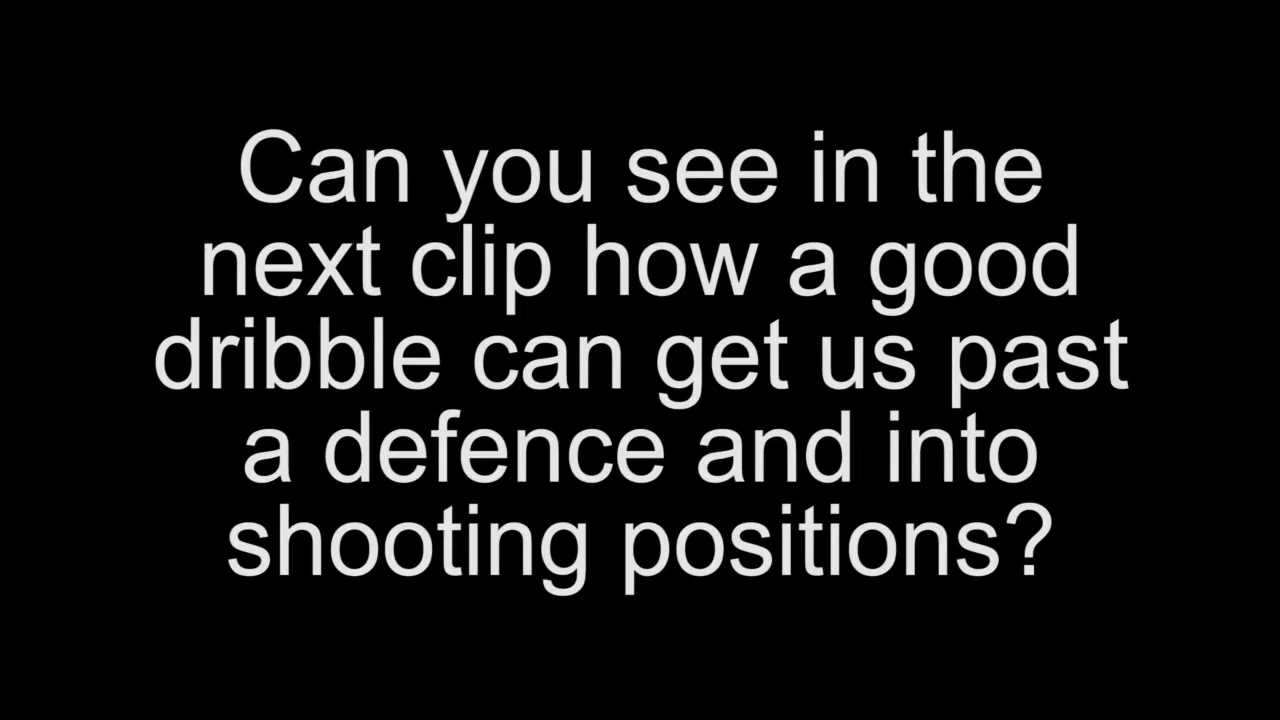 Can you see in the
next clip how a good
dribble can get us past
a defence and into
shooting positions?